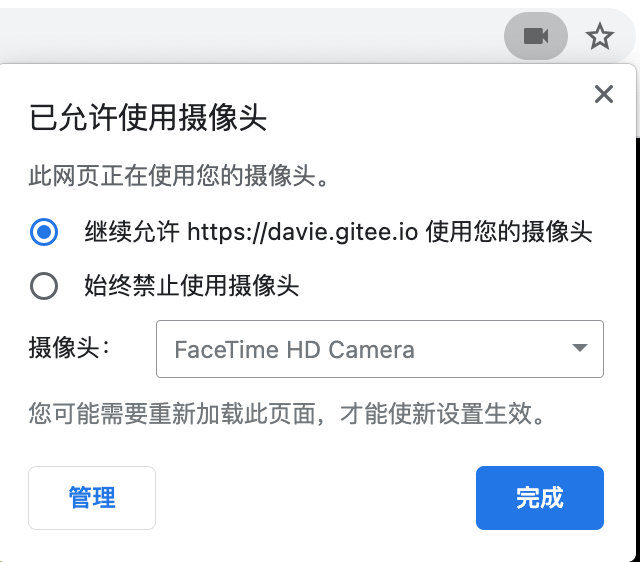 已允许使用摄像头
此网页正在使用您的摄像头。
继续允许 https://davie.gitee.io 使用您的摄像头
始终禁止使用摄像头
摄像头： FaceTime HD Camera
您可能需要重新加载此页面，才能使新设置生效。
管理 完成